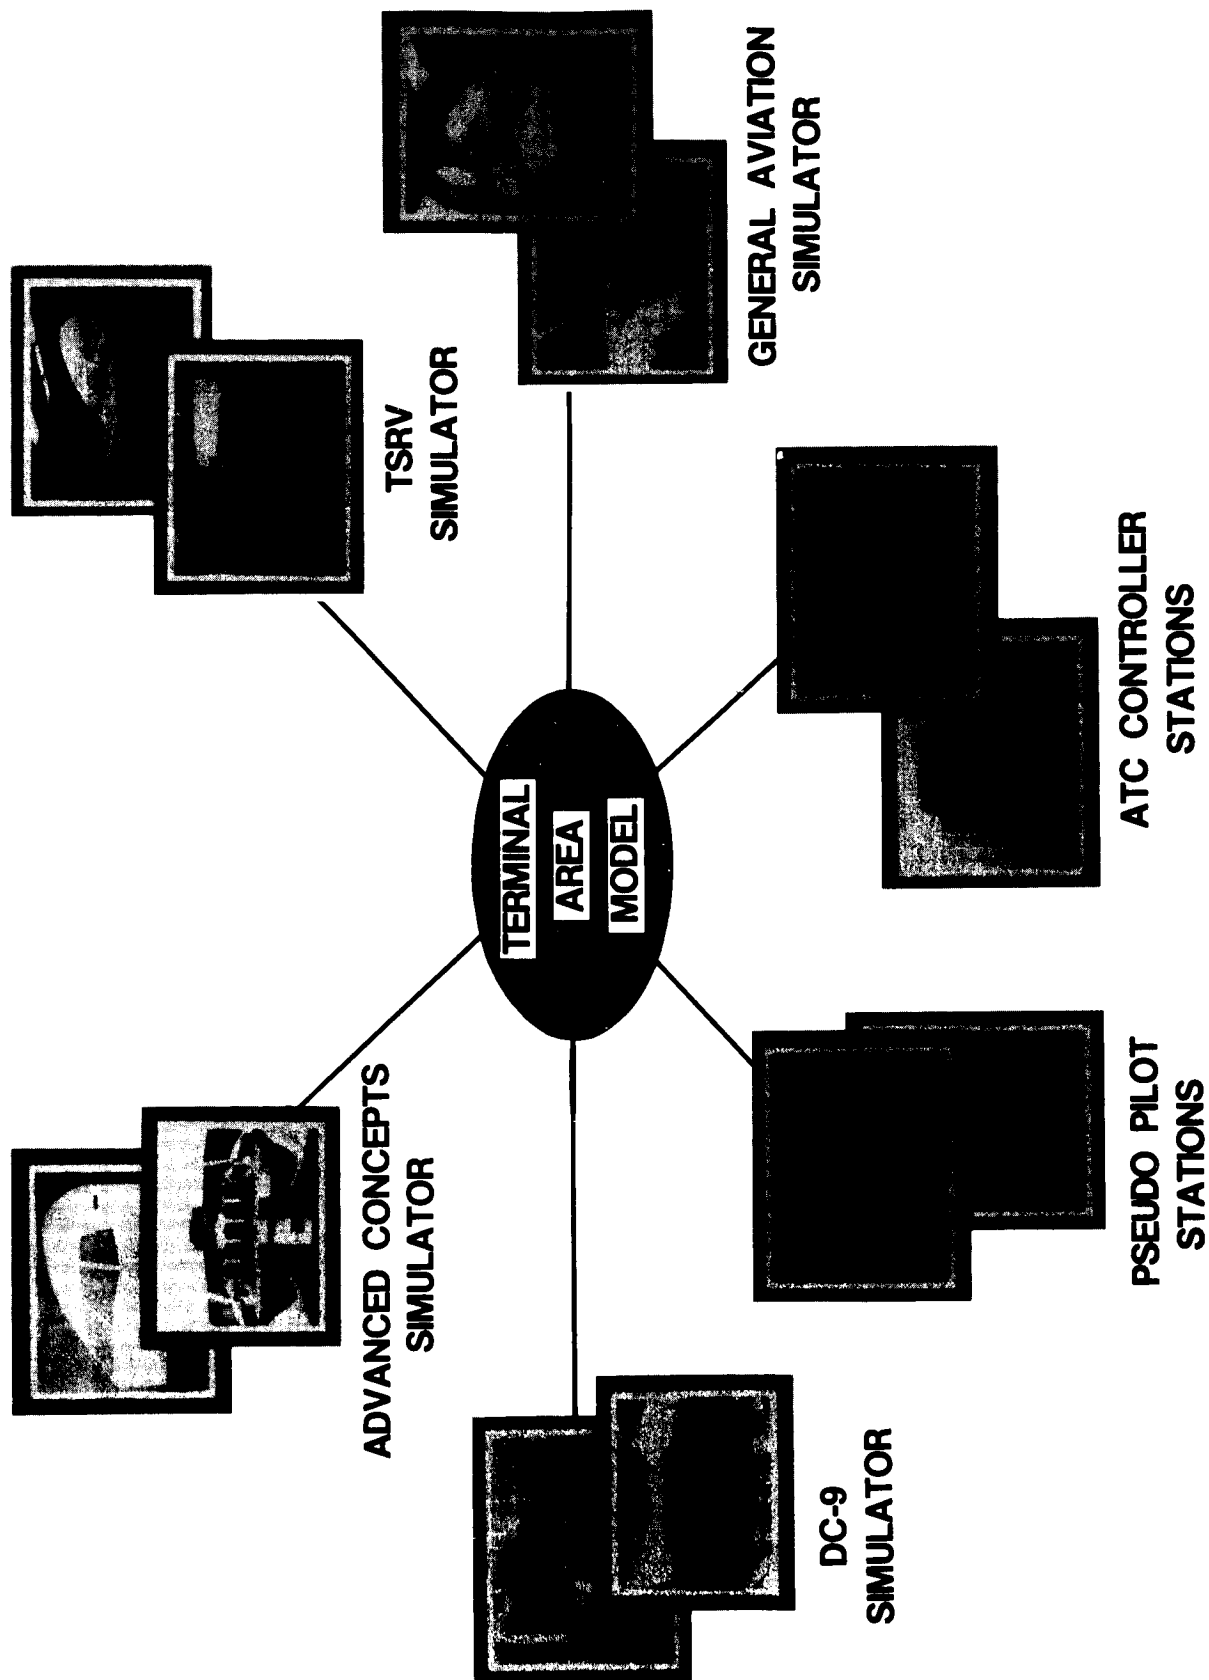 ADVANCED CONCEPTS
SIMULATOR
TSRV
SIMULATOR
DC-9
SIMULATOR
TERMINAL
AREA
MODEL
GENERAL AVIATION
SIMULATOR
PSEUDO PILOT
STATIONS
ATC CONTROLLER
STATIONS